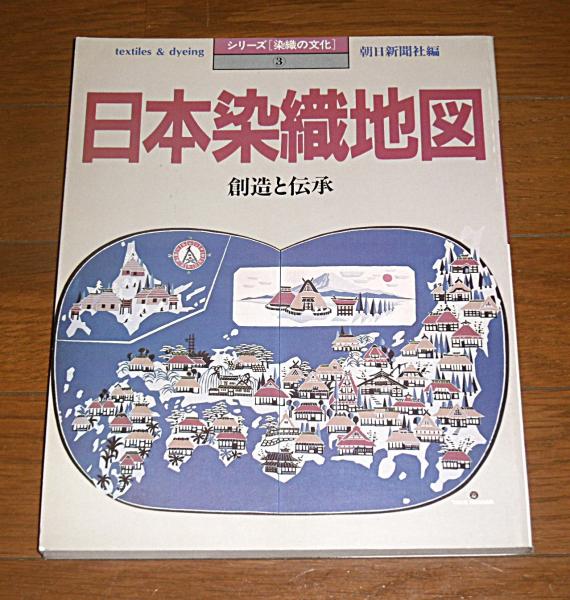 textiles & dyeing
シリーズ[染織の文化]
③
朝日新聞社編
日本染織地図
創造と伝承